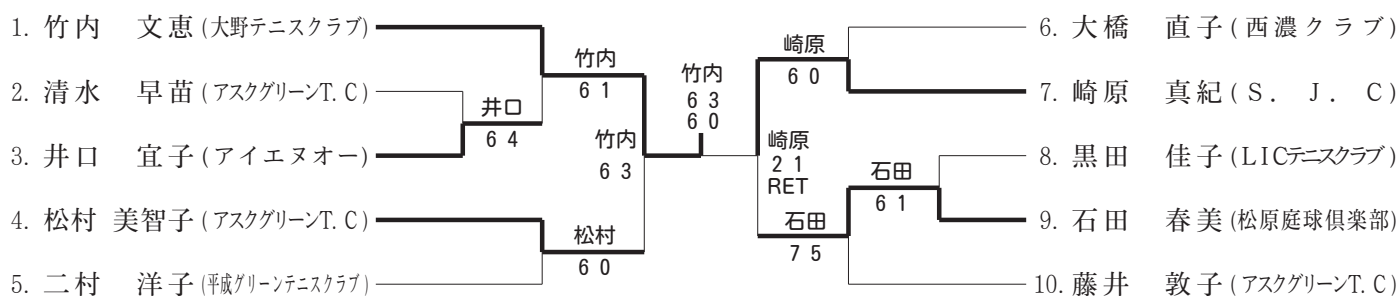 1. 竹内 文恵 (大野テニスクラブ)
2. 清水 早苗 (アスクグリーンT. C)
3. 井口 宜子 (アイエヌオー)
4. 松村 美智子 (アスクグリーンT. C)
5. 二村 洋子 (平成グリーンテニスクラブ)
井口
6 4
竹内
6 1
松村
6 0
竹内
6 3
竹内
6 3
6 0
崎原
2 1
RET
崎原
6 0
石田
7 5
石田
6 1
6. 大橋 直子 (西濃クラブ)
7. 崎原 真紀 (S. J. C)
8. 黒田 佳子 (LICテニスクラブ)
9. 石田 春美 (松原庭球倶楽部)
10. 藤井 敦子 (アスクグリーンT. C)